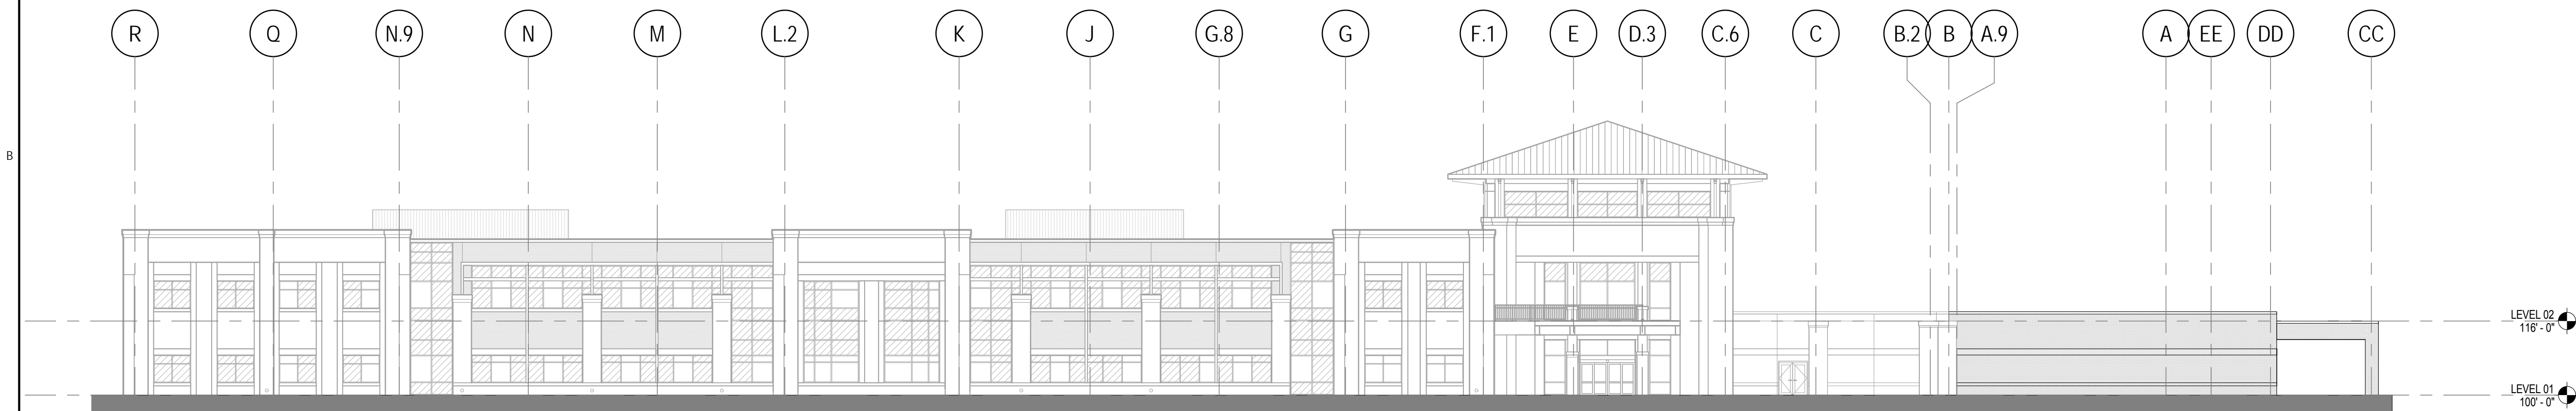 R
Q
N.9
N
M
L.2
K
J
G.8
G
F.1
E
D.3
C.6
C
B.2
B
A.9
A
EE
DD
CC
B
LEVEL 02
116' - 0"
LEVEL 01
100' - 0"